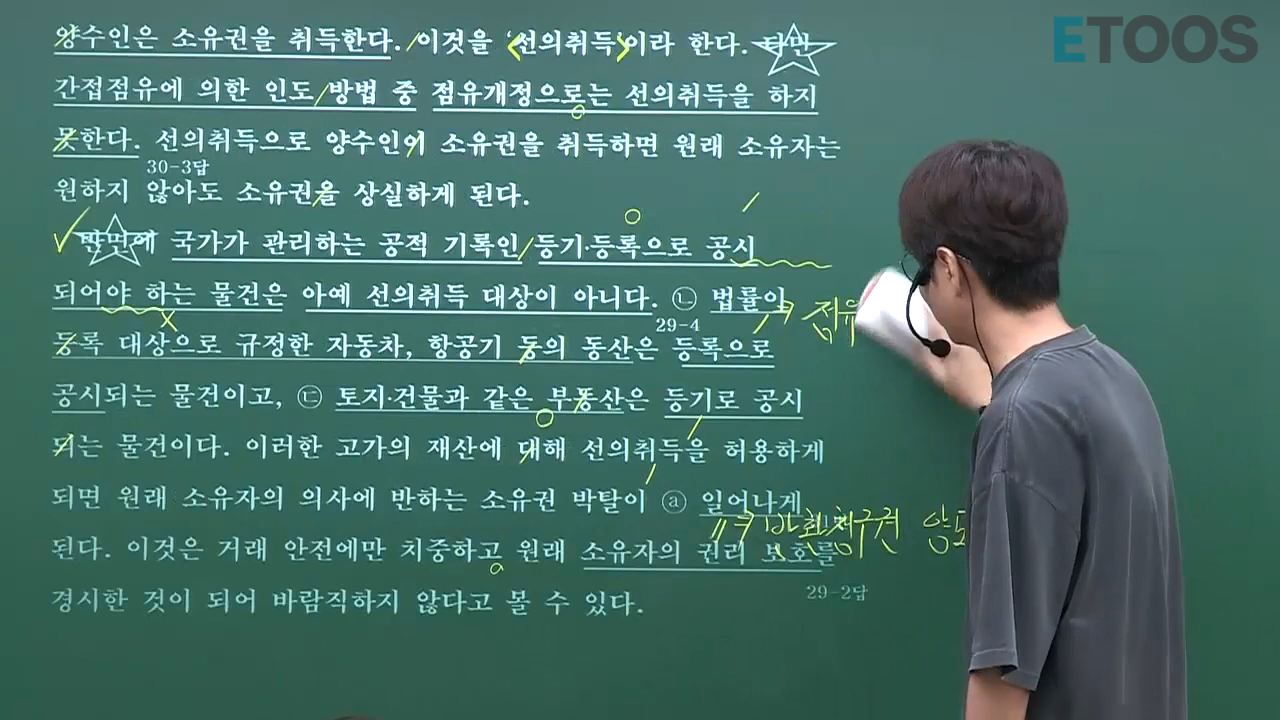 ETOOS
양수인은 소유권을 취득한다. 이것을 '선의취득'이라 한다. 다만
간접점유에 의한 인도 방법 중 점유개정으로는 선의취득을 하지
못한다. 선의취득으로 양수인이 소유권을 취득하면 원래 소유자는
30-3답
원하지 않아도 소유권을 상실하게 된다.
반면에 국가가 관리하는 공적 기록인 등기·등록으로 공시
되어야 하는 물건은 아예 선의취득 대상이 아니다. ㉡ 법률이
29-4
점유
등록 대상으로 규정한 자동차, 항공기 등의 동산은 등록으로
공시되는 물건이고, ㉢ 토지·건물과 같은 부동산은 등기로 공시
되는 물건이다. 이러한 고가의 재산에 대해 선의취득을 허용하게
되면 원래 소유자의 의사에 반하는 소유권 박탈이 ⓐ 일어나게
반환청구권
된다. 이것은 거래 안전에만 치중하고 원래 소유자의 권리 보호를
29-2답
경시한 것이 되어 바람직하지 않다고 볼 수 있다.